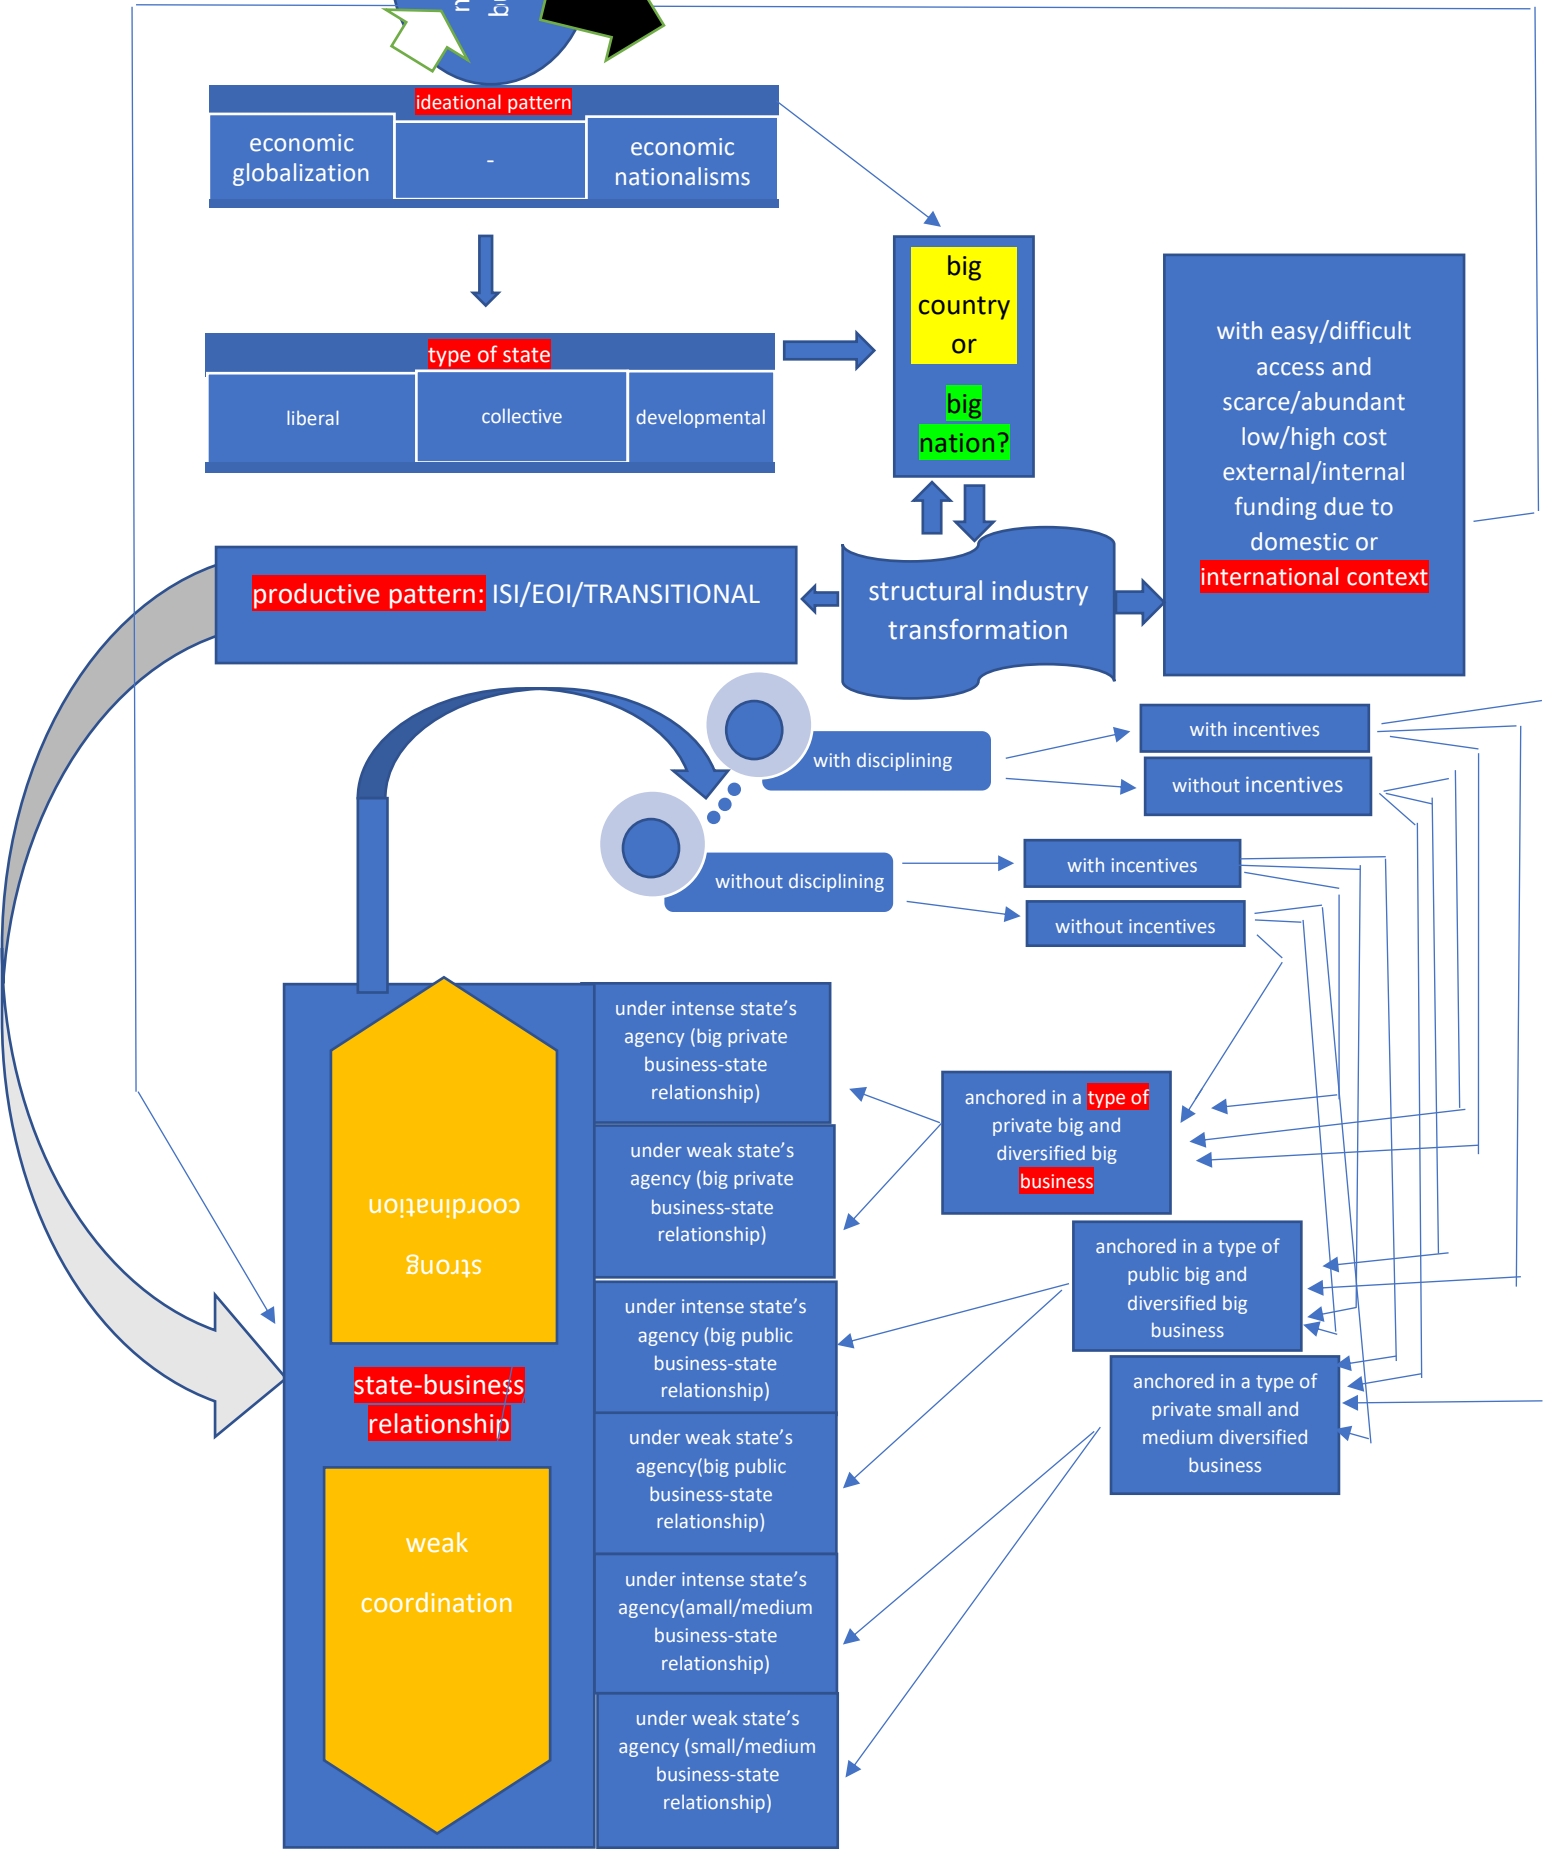 ideational pattern
economic
globalization
-
economic
nationalisms
big
country
or
big
nation?
with easy/difficult
access and
scarce/abundant
low/high cost
external/internal
funding due to
domestic or
international context
type of state
liberal
collective
developmental
productive pattern: ISI/EOI/TRANSITIONAL
structural industry
transformation
with disciplining
with incentives
without incentives
without disciplining
with incentives
without incentives
strong
coordination
state-business
relationship
weak
coordination
under intense state’s
agency (big private
business-state
relationship)
under weak state’s
agency (big private
business-state
relationship)
under intense state’s
agency (big public
business-state
relationship)
under weak state’s
agency(big public
business-state
relationship)
under intense state’s
agency(amall/medium
business-state
relationship)
under weak state’s
agency (small/medium
business-state
relationship)
anchored in a type of
private big and
diversified big
business
anchored in a type of
public big and
diversified big
business
anchored in a type of
private small and
medium diversified
business